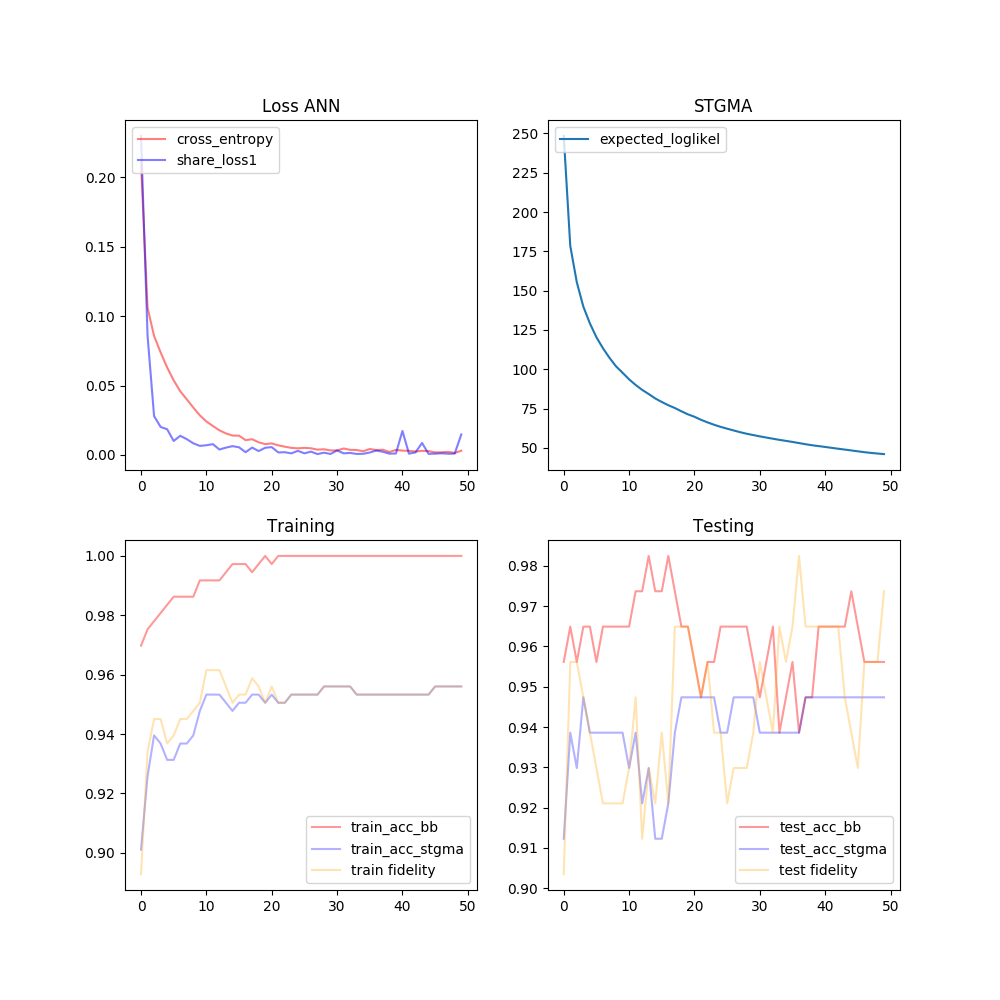 Loss ANN
cross_entropy
share_loss1
0.20
0.15
0.10
0.05
0.00
0 10 20 30 40 50
STGMA
expected_loglikel
250
225
200
175
150
125
100
75
50
0 10 20 30 40 50
Training
1.00
0.98
0.96
0.94
0.92
0.90
train_acc_bb
train_acc_stgma
train fidelity
0 10 20 30 40 50
Testing
0.98
0.97
0.96
0.95
0.94
0.93
0.92
0.91
0.90
test_acc_bb
test_acc_stgma
test fidelity
0 10 20 30 40 50